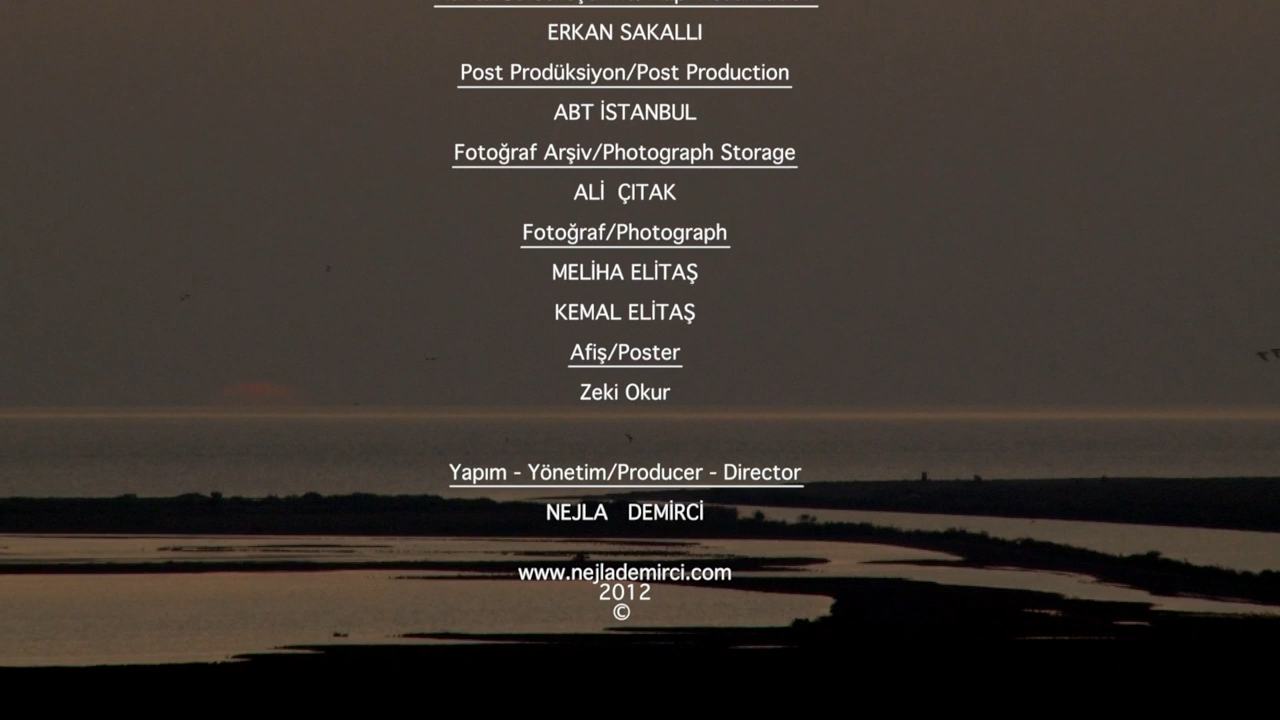 ERKAN SAKALLI
Post Prodüksiyon/Post Production
ABT İSTANBUL
Fotoğraf Arşiv/Photograph Storage
ALİ ÇITAK
Fotoğraf/Photograph
MELİHA ELİTAŞ
KEMAL ELİTAŞ
Afiş/Poster
Zeki Okur
Yapım - Yönetim/Producer - Director
NEJLA DEMİRCİ
www.nejlademirci.com
2012
©